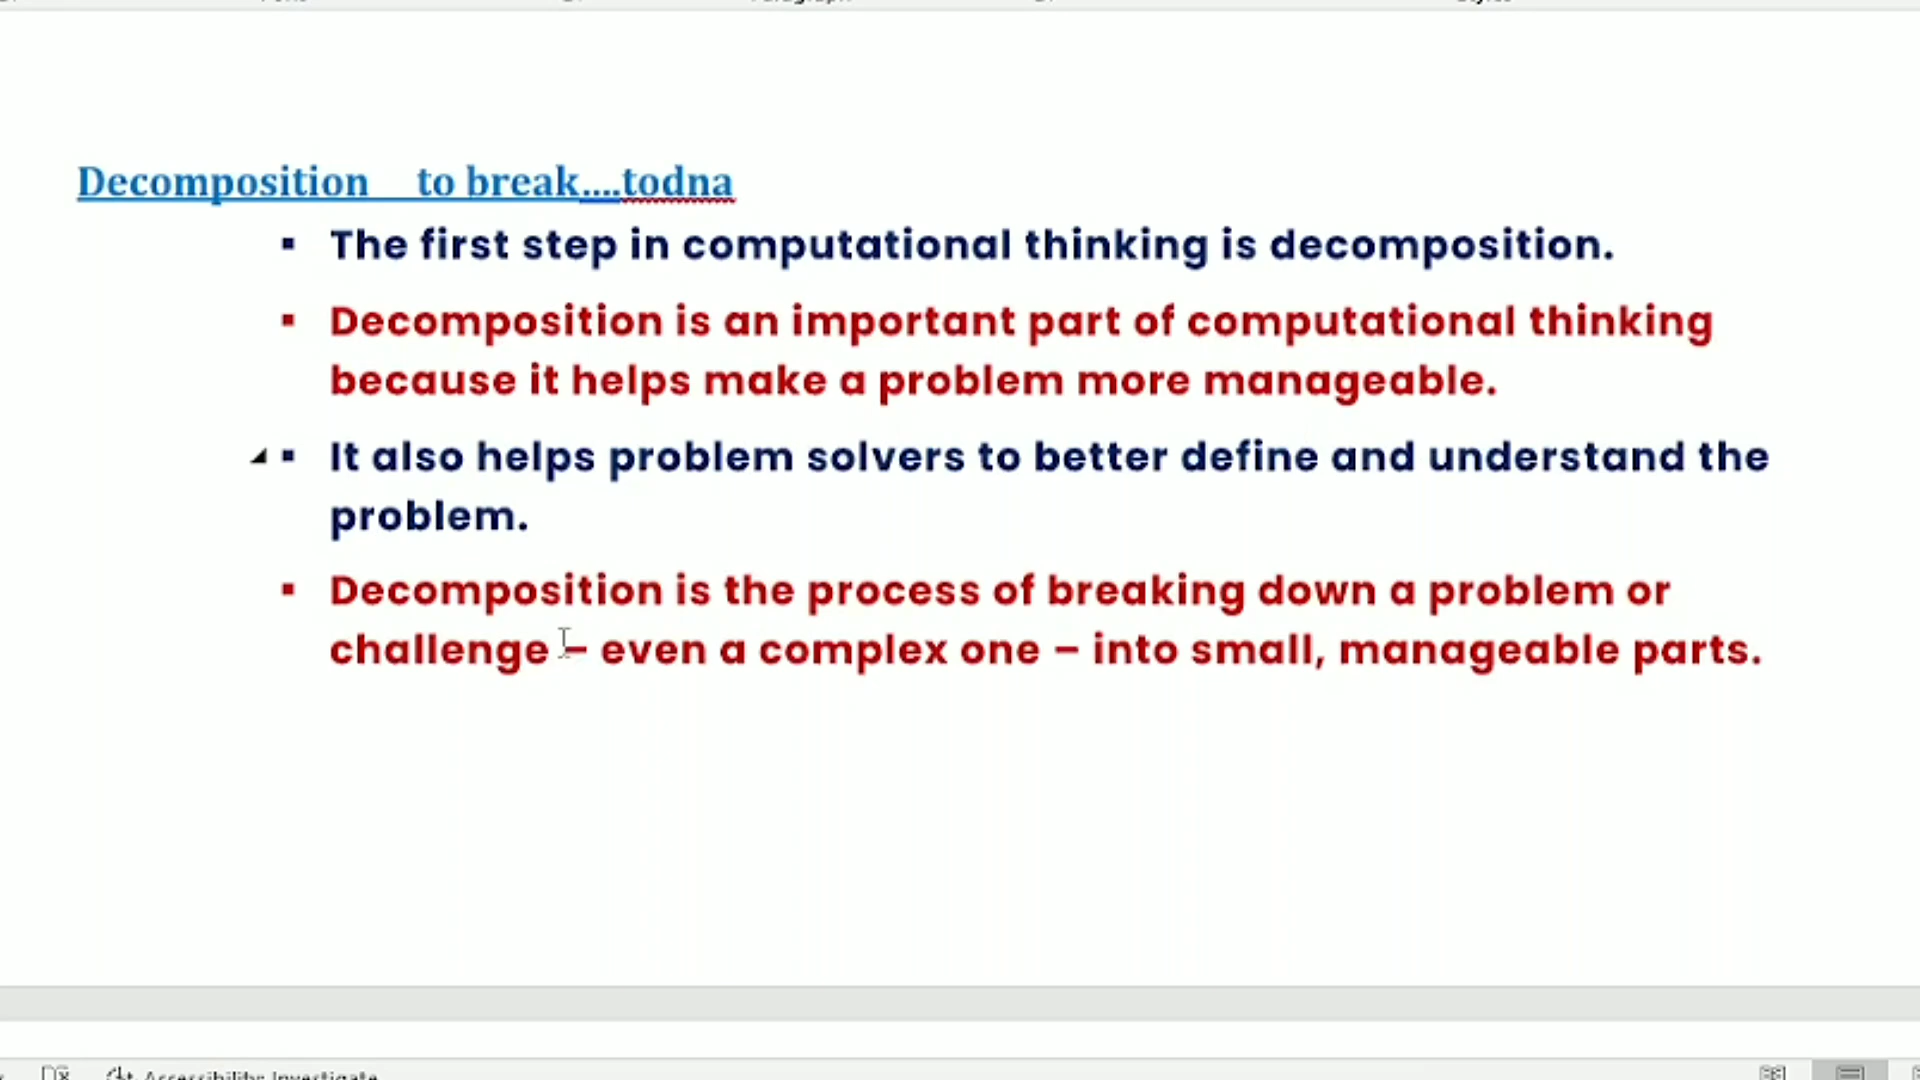 Decomposition to break....todna
▪ The first step in computational thinking is decomposition.
▪ Decomposition is an important part of computational thinking
because it helps make a problem more manageable.
▪ It also helps problem solvers to better define and understand the
problem.
▪ Decomposition is the process of breaking down a problem or
challenge – even a complex one – into small, manageable parts.
Accessibility: Investigate